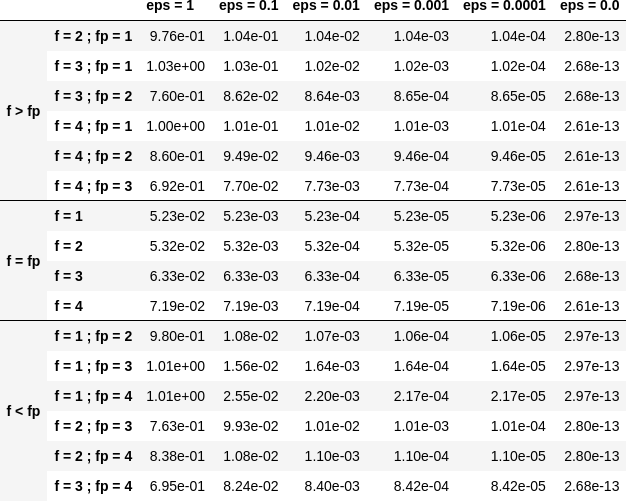 eps = 1 eps = 0.1 eps = 0.01 eps = 0.001 eps = 0.0001 eps = 0.0
f > fp
f = 2 ; fp = 1 9.76e-01 1.04e-01 1.04e-02 1.04e-03 1.04e-04 2.80e-13
f = 3 ; fp = 1 1.03e+00 1.03e-01 1.02e-02 1.02e-03 1.02e-04 2.68e-13
f = 3 ; fp = 2 7.60e-01 8.62e-02 8.64e-03 8.65e-04 8.65e-05 2.68e-13
f = 4 ; fp = 1 1.00e+00 1.01e-01 1.01e-02 1.01e-03 1.01e-04 2.61e-13
f = 4 ; fp = 2 8.60e-01 9.49e-02 9.46e-03 9.46e-04 9.46e-05 2.61e-13
f = 4 ; fp = 3 6.92e-01 7.70e-02 7.73e-03 7.73e-04 7.73e-05 2.61e-13
f = fp
f = 1 5.23e-02 5.23e-03 5.23e-04 5.23e-05 5.23e-06 2.97e-13
f = 2 5.32e-02 5.32e-03 5.32e-04 5.32e-05 5.32e-06 2.80e-13
f = 3 6.33e-02 6.33e-03 6.33e-04 6.33e-05 6.33e-06 2.68e-13
f = 4 7.19e-02 7.19e-03 7.19e-04 7.19e-05 7.19e-06 2.61e-13
f < fp
f = 1 ; fp = 2 9.80e-01 1.08e-02 1.07e-03 1.06e-04 1.06e-05 2.97e-13
f = 1 ; fp = 3 1.01e+00 1.56e-02 1.64e-03 1.64e-04 1.64e-05 2.97e-13
f = 1 ; fp = 4 1.01e+00 2.55e-02 2.20e-03 2.17e-04 2.17e-05 2.97e-13
f = 2 ; fp = 3 7.63e-01 9.93e-02 1.01e-02 1.01e-03 1.01e-04 2.80e-13
f = 2 ; fp = 4 8.38e-01 1.08e-02 1.10e-03 1.10e-04 1.10e-05 2.80e-13
f = 3 ; fp = 4 6.95e-01 8.24e-02 8.40e-03 8.42e-04 8.42e-05 2.68e-13